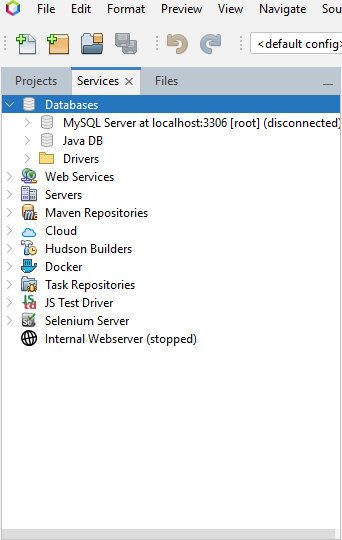 File Edit Format Preview View Navigate Sou
<default config>
Projects Services Files
Databases
MySQL Server at localhost:3306 [root] (disconnected)
Java DB
Drivers
Web Services
Servers
Maven Repositories
Cloud
Hudson Builders
Docker
Task Repositories
JS Test Driver
Selenium Server
Internal Webserver (stopped)